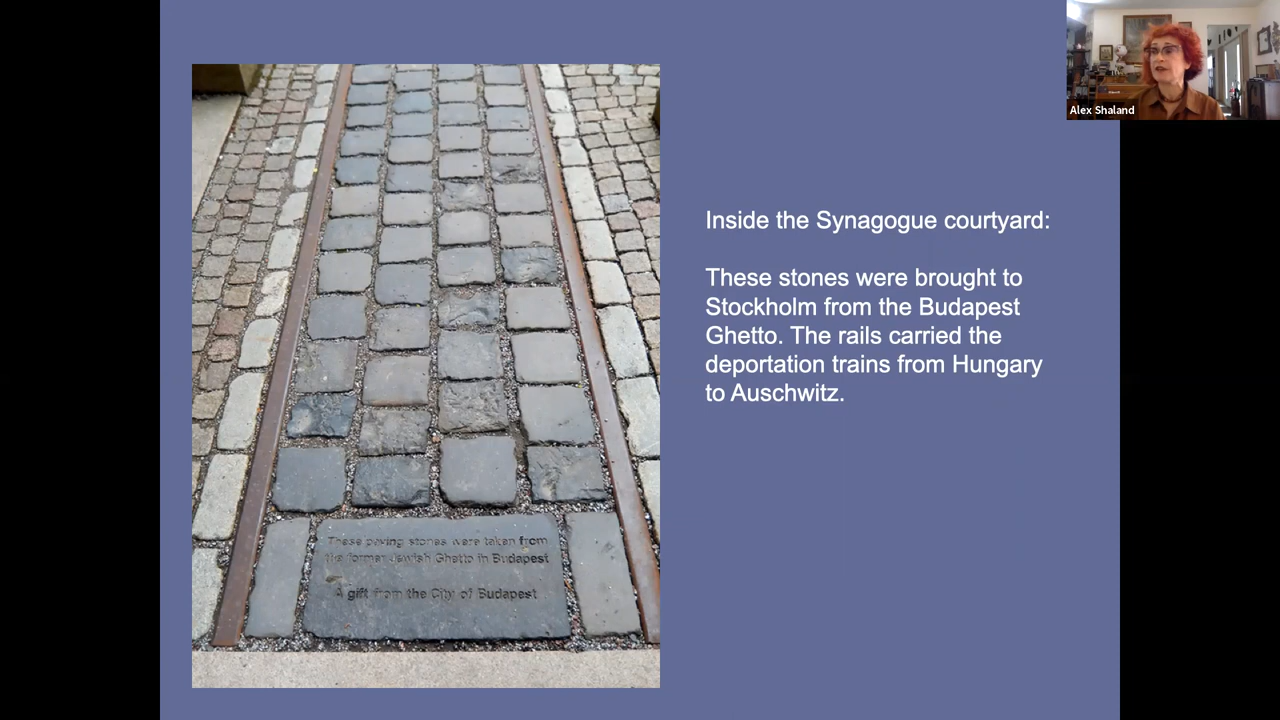 Alex Shaland
Inside the Synagogue courtyard:
These stones were brought to
Stockholm from the Budapest
Ghetto. The rails carried the
deportation trains from Hungary
to Auschwitz.
These paving stones were taken from
the former Jewish Ghetto in Budapest
A gift from the City of Budapest